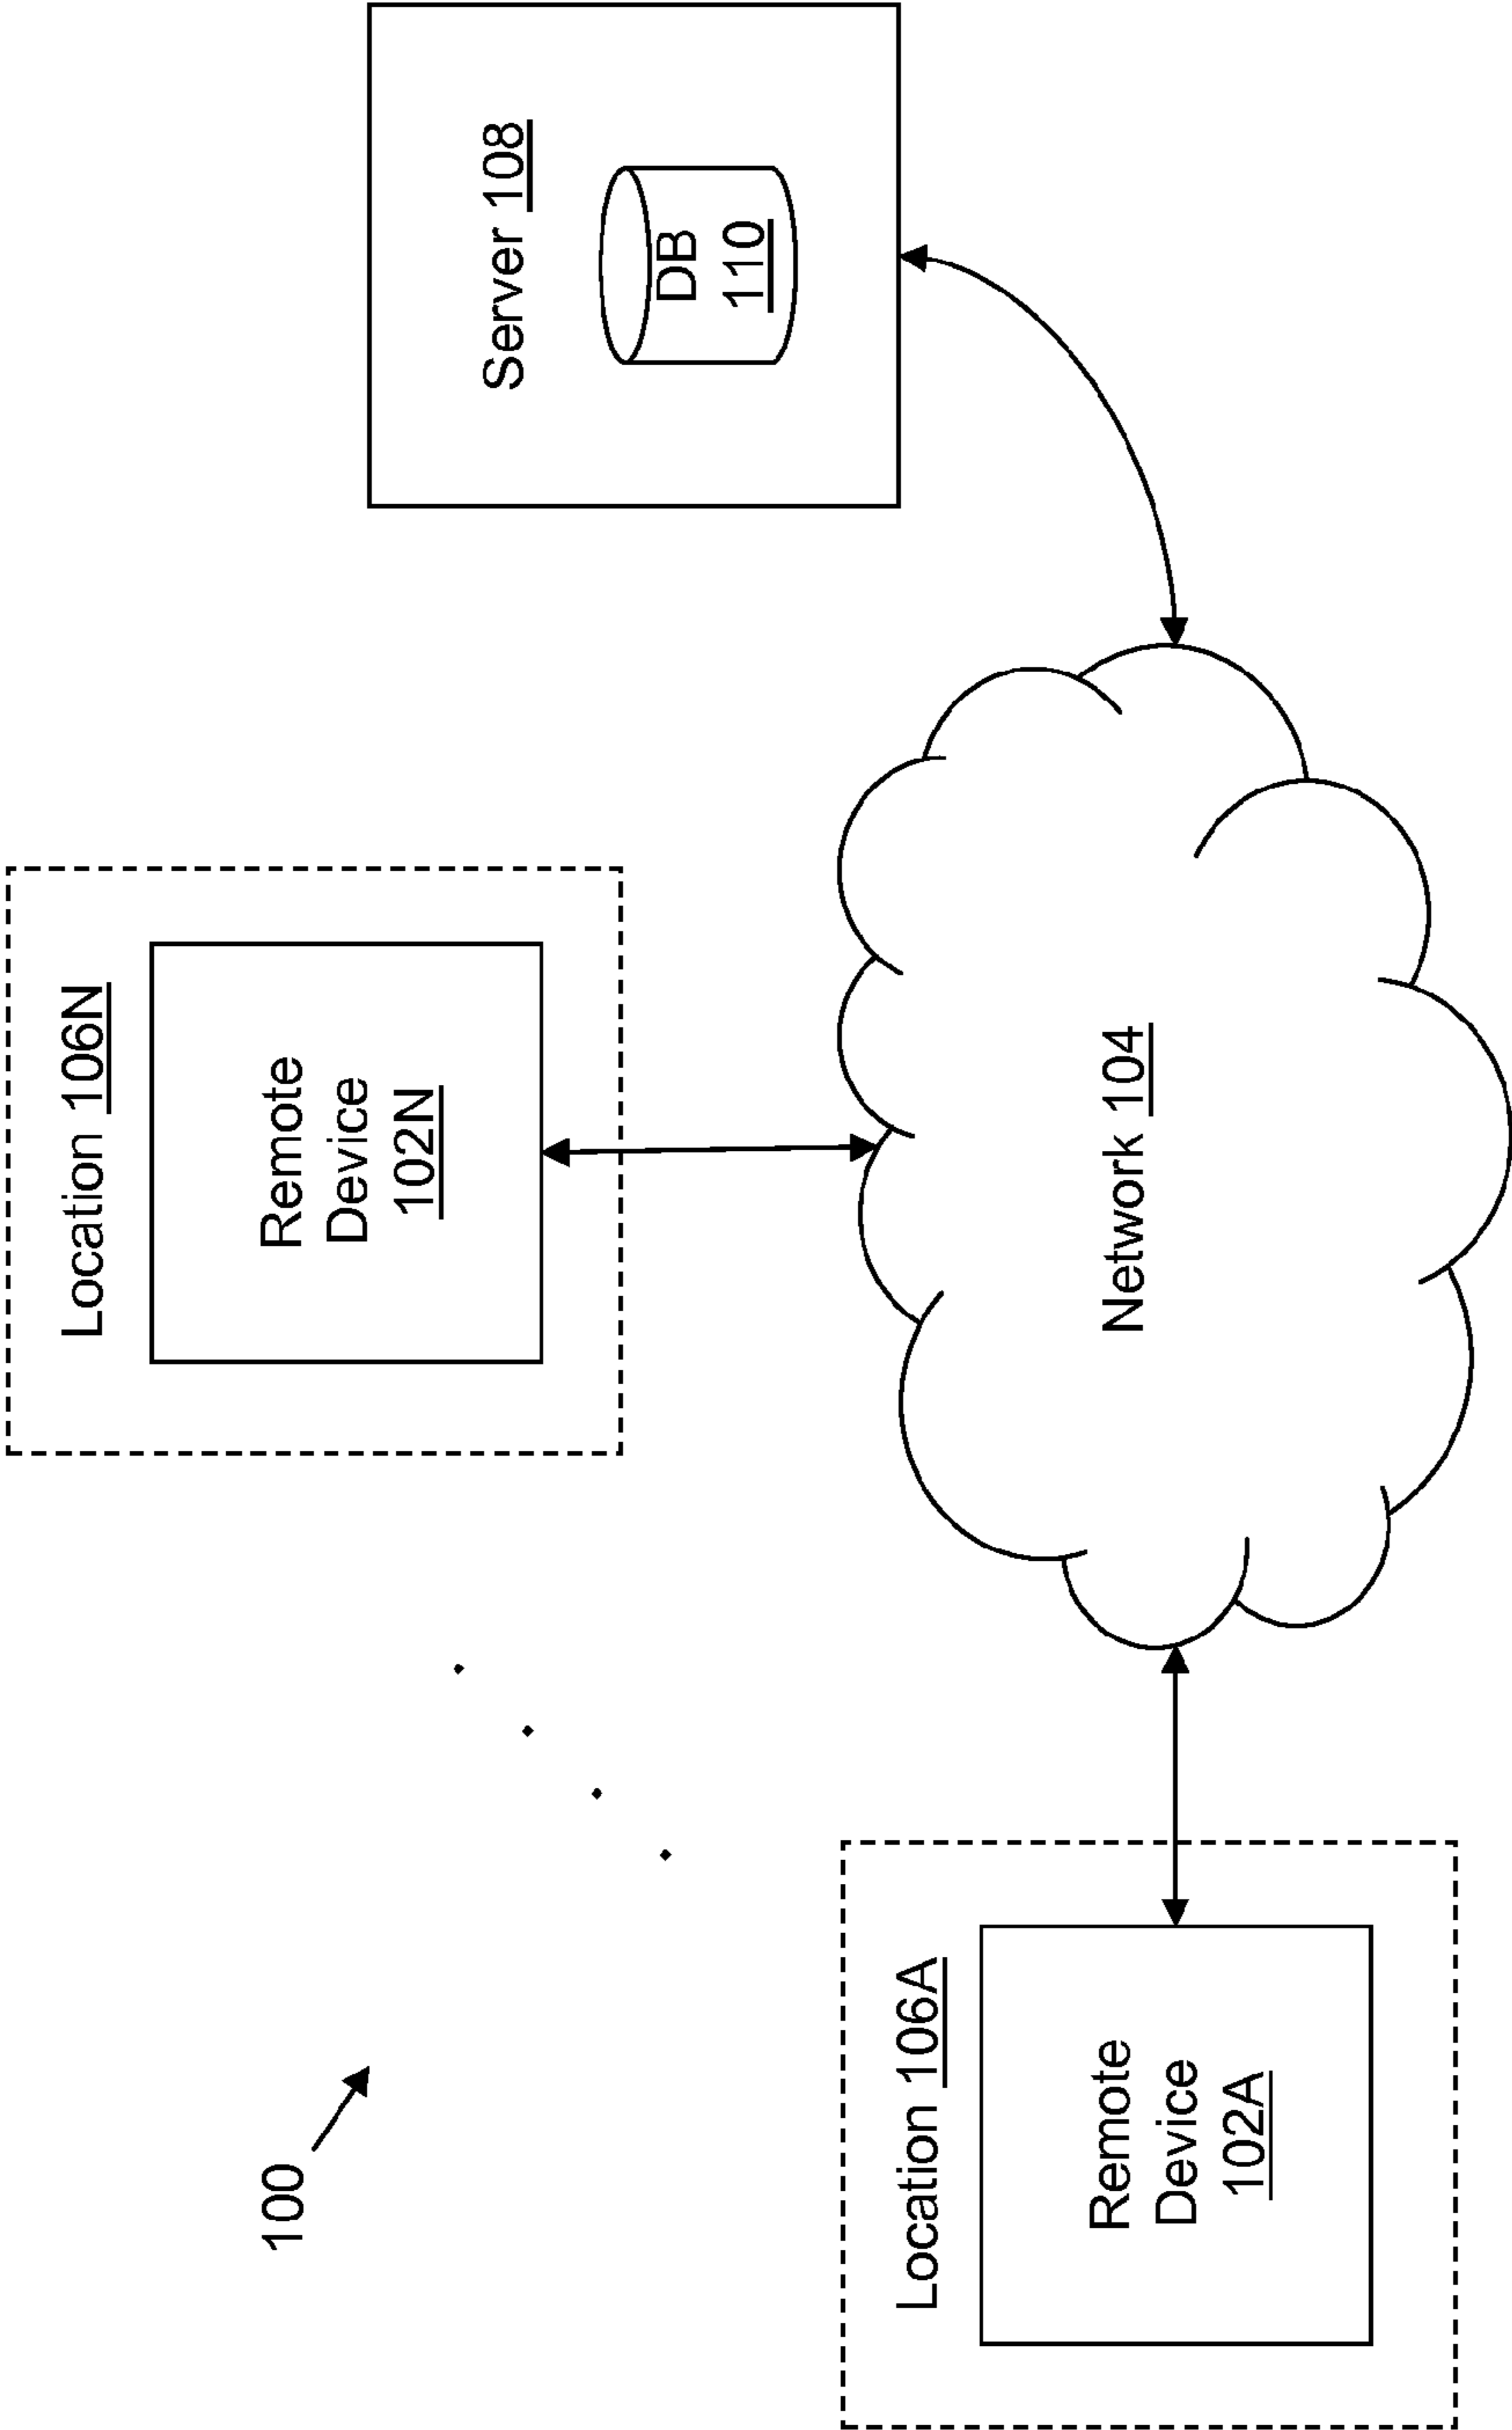 100
Location 106N
Remote
Device
102N
Server 108
DB
110
Location 106A
Remote
Device
102A
Network 104